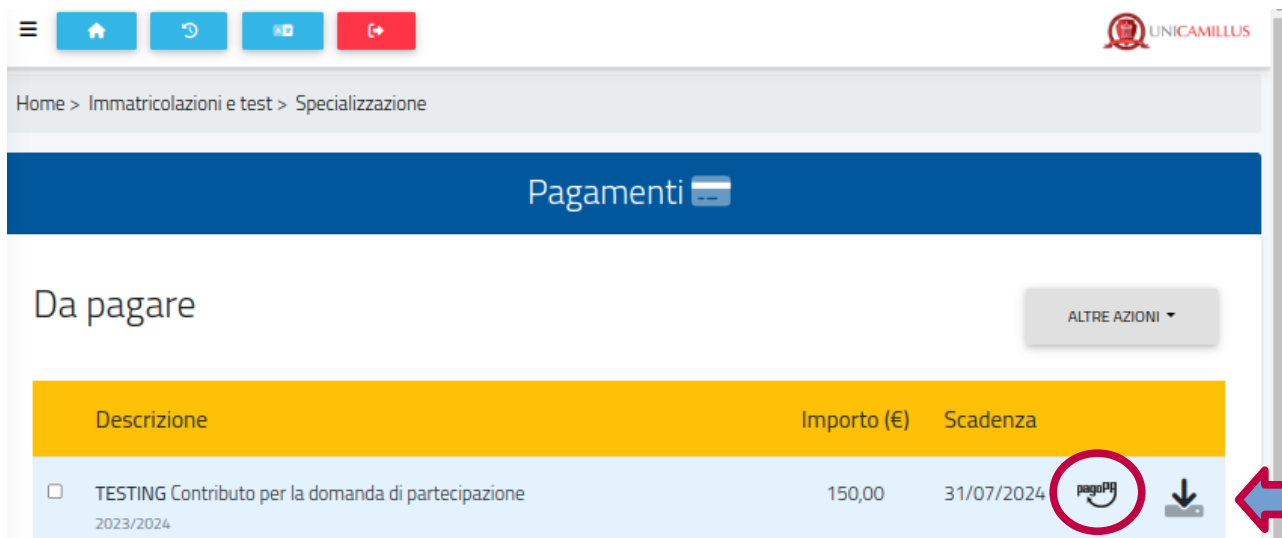 UNICAMILLUS
Home > Immatricolazioni e test > Specializzazione
Pagamenti
Da pagare
ALTRE AZIONI
Descrizione Importo (€) Scadenza
TESTING Contributo per la domanda di partecipazione 150,00 31/07/2024 pagoPA
2023/2024